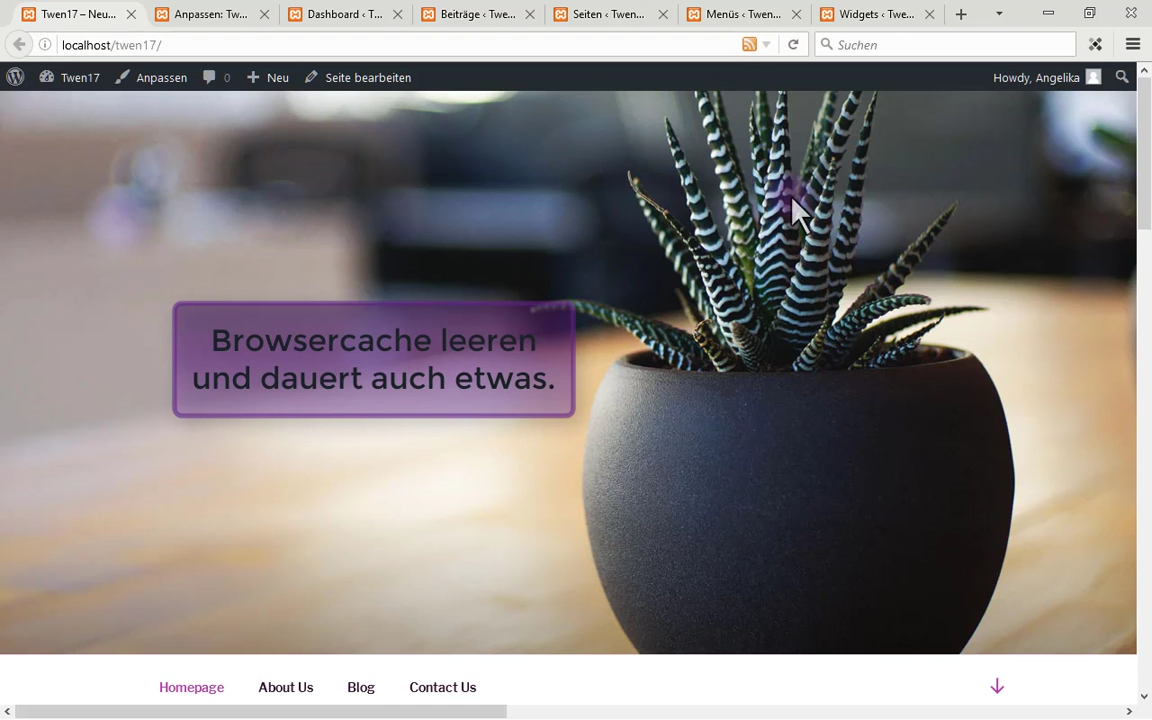 Twen17 – Neu...
Anpassen: Tw...
Dashboard ‹ T...
Beiträge ‹ Twe...
Seiten ‹ Twen...
Menüs ‹ Twen...
Widgets ‹ Twe...
localhost/twen17/
Suchen
Twen17
Anpassen
0
Neu
Seite bearbeiten
Howdy, Angelika
Browsercache leeren
und dauert auch etwas.
Homepage
About Us
Blog
Contact Us